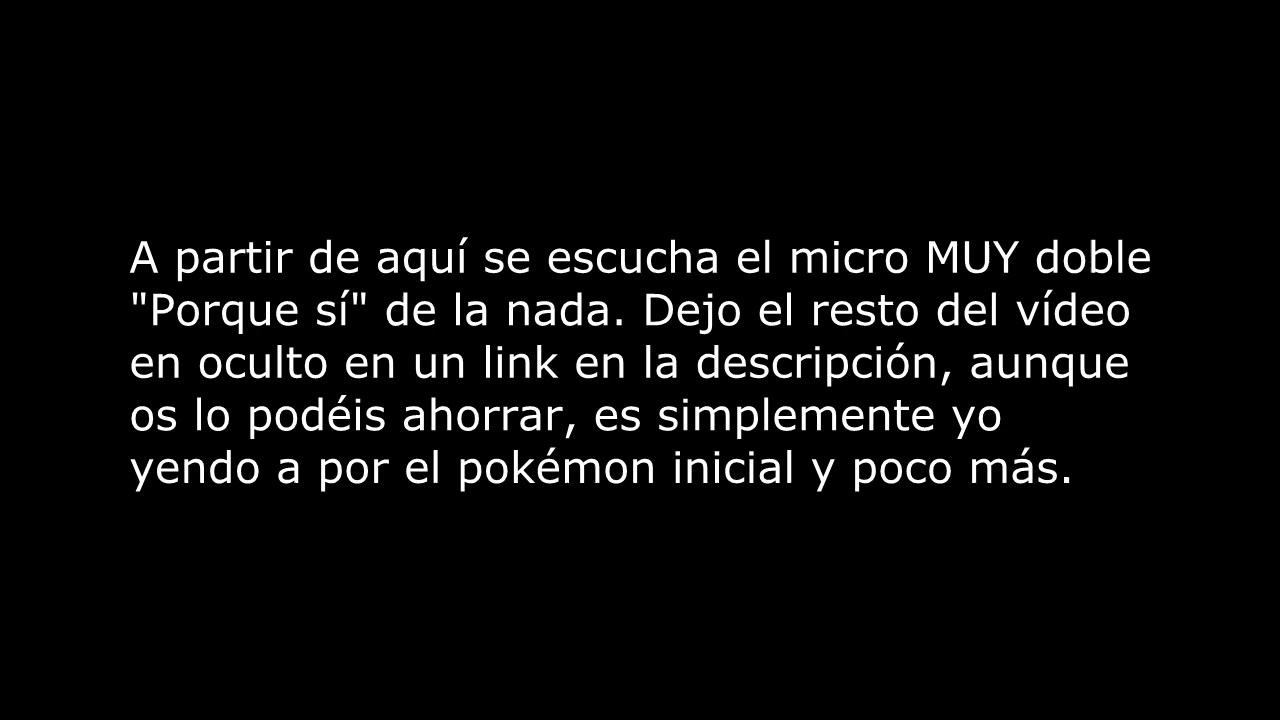 A partir de aquí se escucha el micro MUY doble
"Porque sí" de la nada. Dejo el resto del vídeo
en oculto en un link en la descripción, aunque
os lo podéis ahorrar, es simplemente yo
yendo a por el pokémon inicial y poco más.